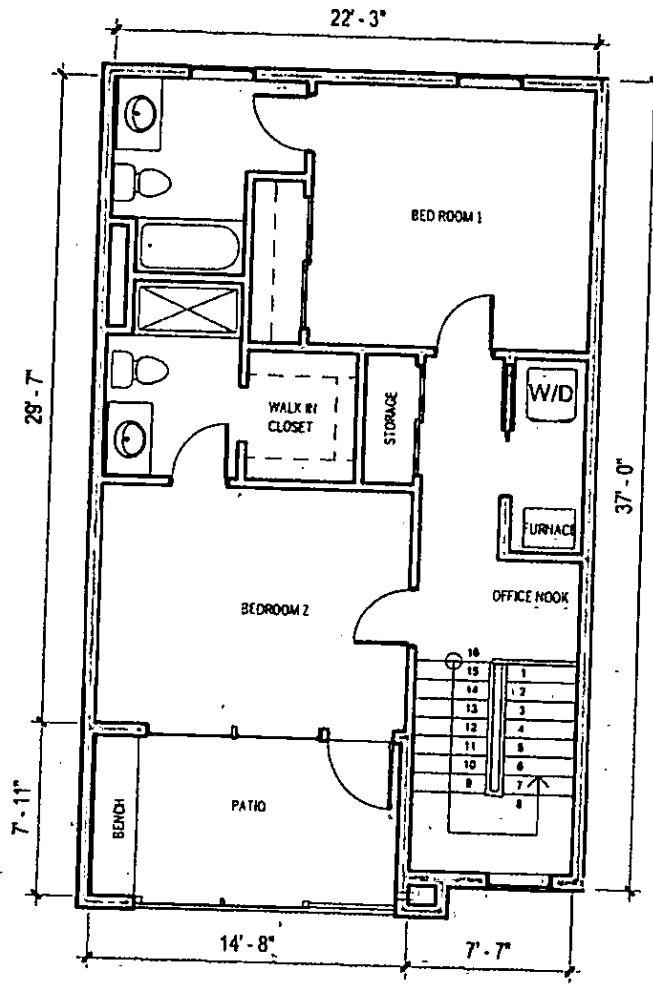 22' - 3"
BED ROOM 1
29' - 7"
WALK IN
CLOSET
STORAGE
W/D
37' - 0"
FURNACE
OFFICE NOOK
BEDROOM 2
16
15
14
13
12
11
10
9
1
2
3
4
5
6
7
8
7' - 11"
BENCH
PATIO
14' - 8"
7' - 7"